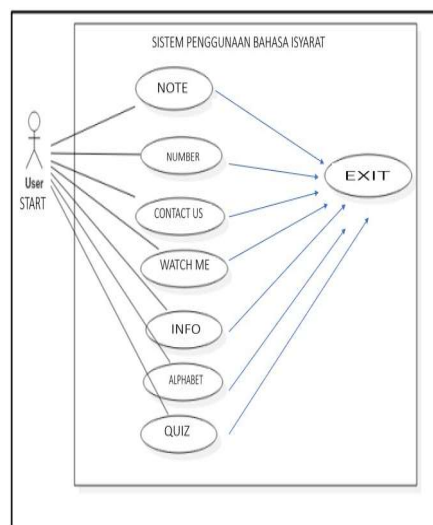 SISTEM PENGGUNAAN BAHASA ISYARAT
NOTE
NUMBER
EXIT
User
START
CONTACT US
WATCH ME
INFO
ALPHABET
QUIZ